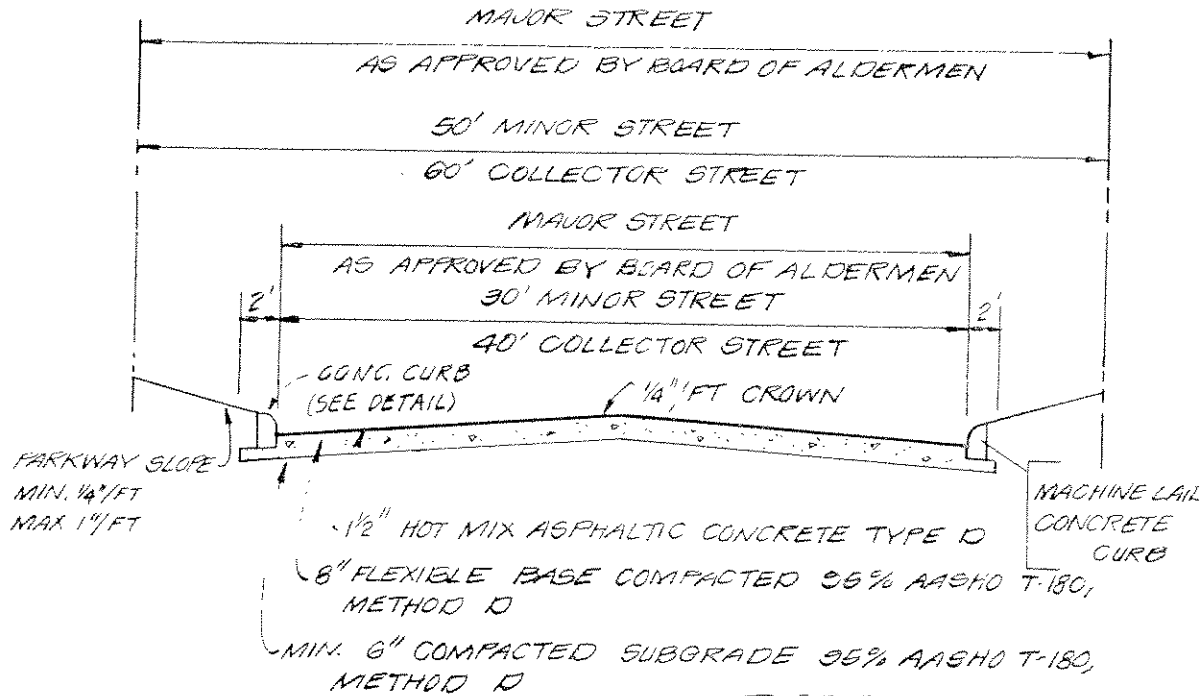 MAJOR STREET
AS APPROVED BY BOARD OF ALDERMEN
50' MINOR STREET
60' COLLECTOR STREET
MAJOR STREET
AS APPROVED BY BOARD OF ALDERMEN
2' 30' MINOR STREET 2'
40' COLLECTOR STREET
CONC. CURB
(SEE DETAIL)
1/4"/FT CROWN
PARKWAY SLOPE
MIN. 1/4"/FT
MAX 1"/FT
MACHINE LAID
CONCRETE
CURB
1 1/2" HOT MIX ASPHALTIC CONCRETE TYPE D
8" FLEXIBLE BASE COMPACTED 95% AASHO T-180,
METHOD D
MIN. 6" COMPACTED SUBGRADE 95% AASHO T-180,
METHOD D